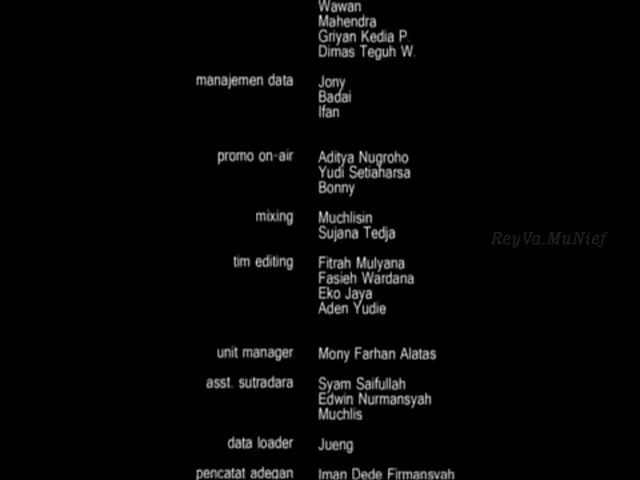 Wawan
Mahendra
Griyan Kedia P.
Dimas Teguh W.
manajemen data Jony
Badai
Ifan
promo on-air Aditya Nugroho
Yudi Setiaharsa
Bonny
mixing Muchlisin
Sujana Tedja
ReyVa_MuNief
tim editing Fitrah Mulyana
Fasieh Wardana
Eko Jaya
Aden Yudie
unit manager Mony Farhan Alatas
asst. sutradara Syam Saifullah
Edwin Nurmansyah
Muchlis
data loader Jueng
pencatat adegan Iman Dede Firmansyah